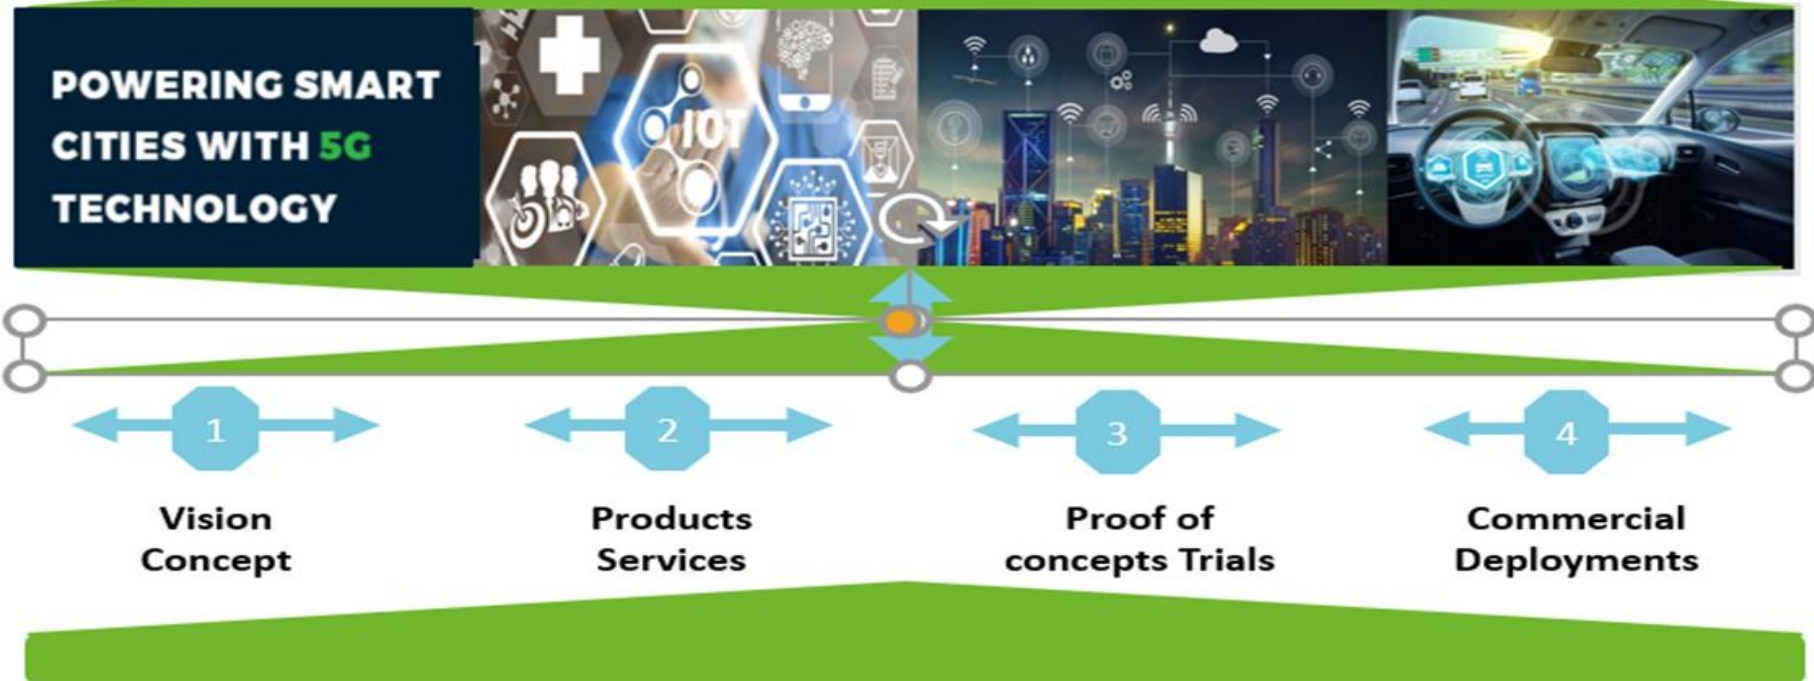 POWERING SMART
CITIES WITH 5G
TECHNOLOGY
IOT
1
2
3
4
Vision
Concept
Products
Services
Proof of
concepts Trials
Commercial
Deployments